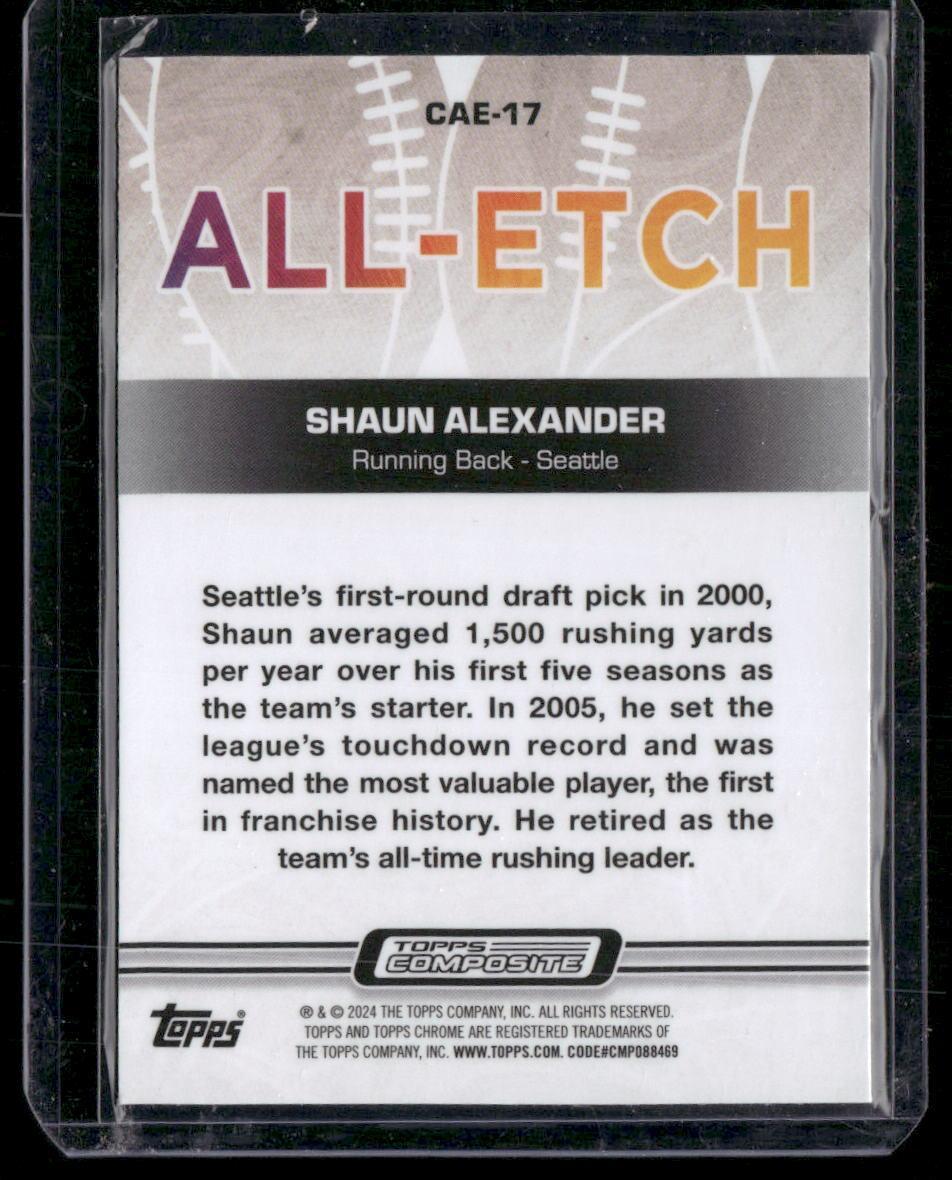 CAE-17
ALL-ETCH
SHAUN ALEXANDER
Running Back - Seattle
Seattle's first-round draft pick in 2000,
Shaun averaged 1,500 rushing yards
per year over his first five seasons as
the team's starter. In 2005, he set the
league's touchdown record and was
named the most valuable player, the first
in franchise history. He retired as the
team's all-time rushing leader.
TOPPS
COMPOSITE
topps®
® & © 2024 THE TOPPS COMPANY, INC. ALL RIGHTS RESERVED.
TOPPS AND TOPPS CHROME ARE REGISTERED TRADEMARKS OF
THE TOPPS COMPANY, INC. WWW.TOPPS.COM. CODE#CMP088469